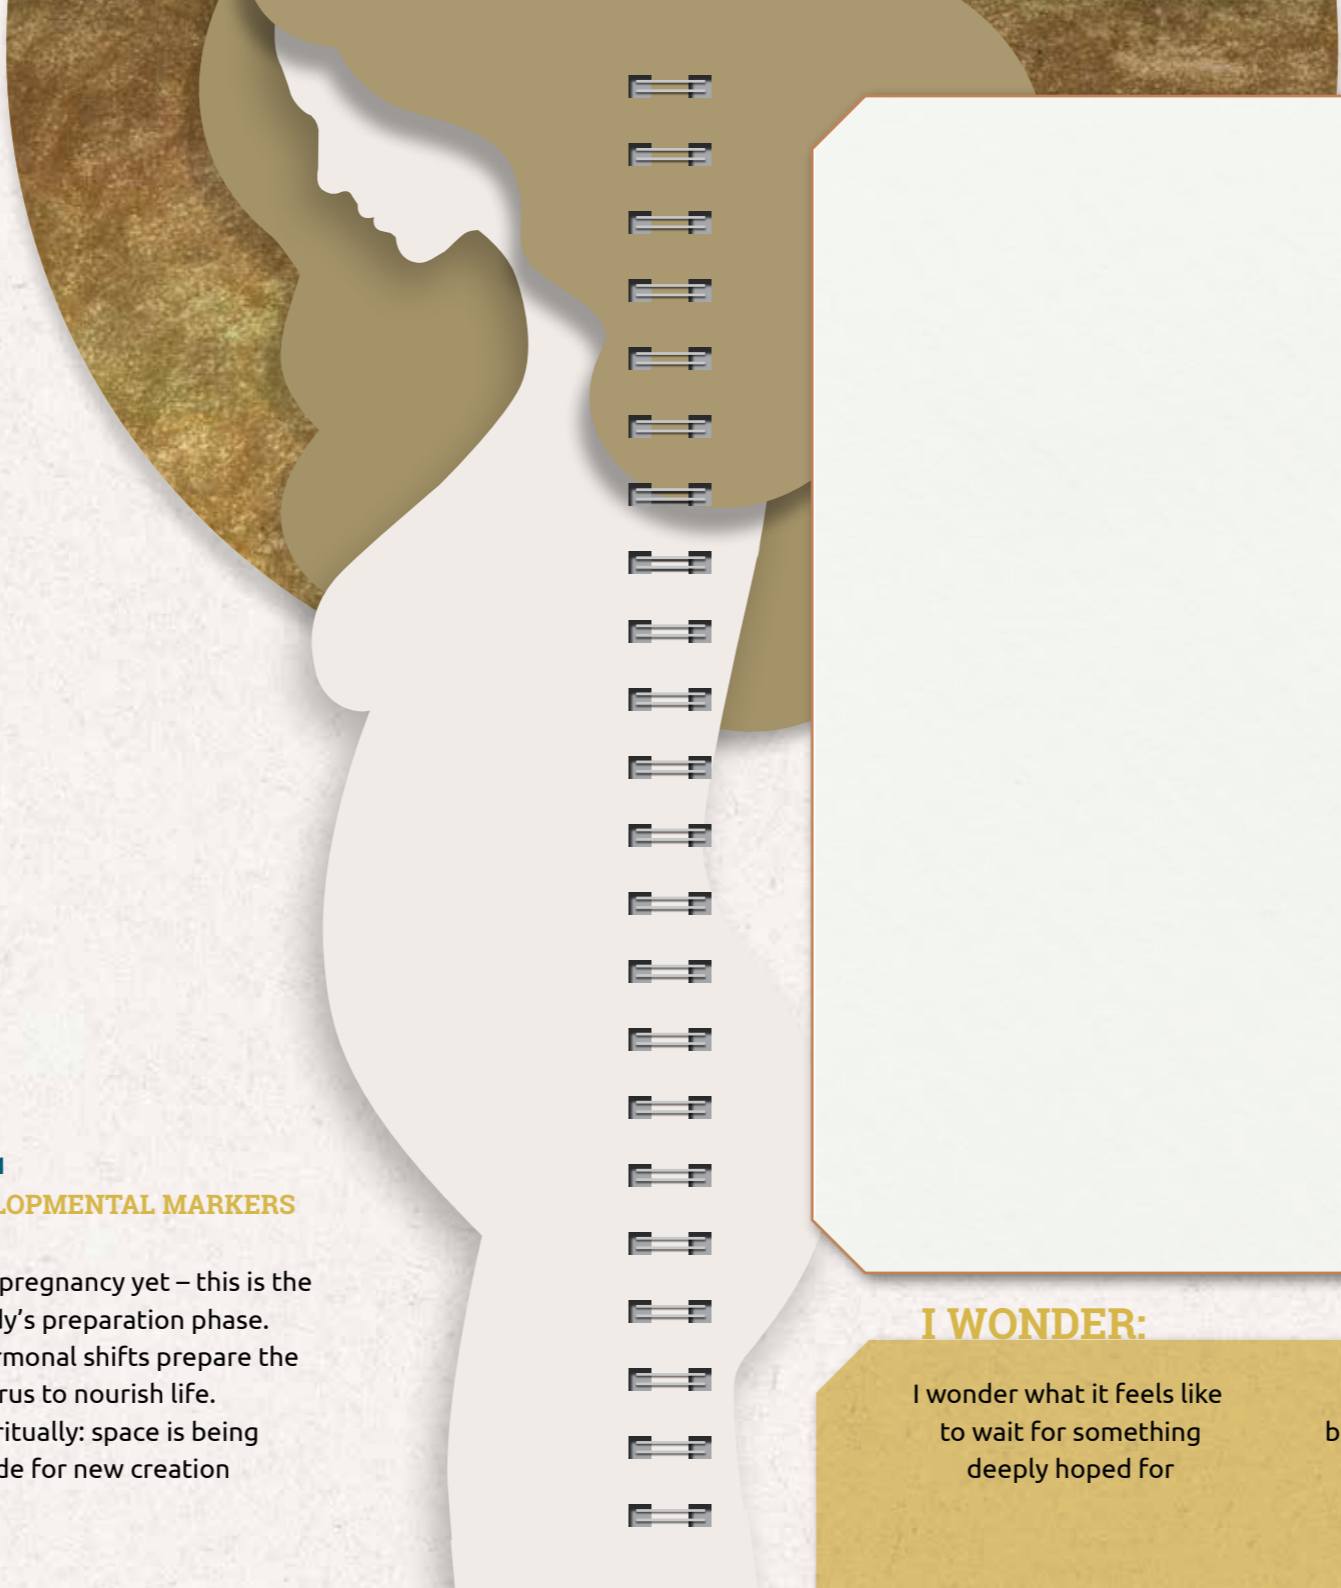 LOPMENTAL MARKERS
pregnancy yet – this is the
ly's preparation phase.
rmonal shifts prepare the
rus to nourish life.
ritually: space is being
de for new creation
I WONDER:
I wonder what it feels like
to wait for something
deeply hoped for
b